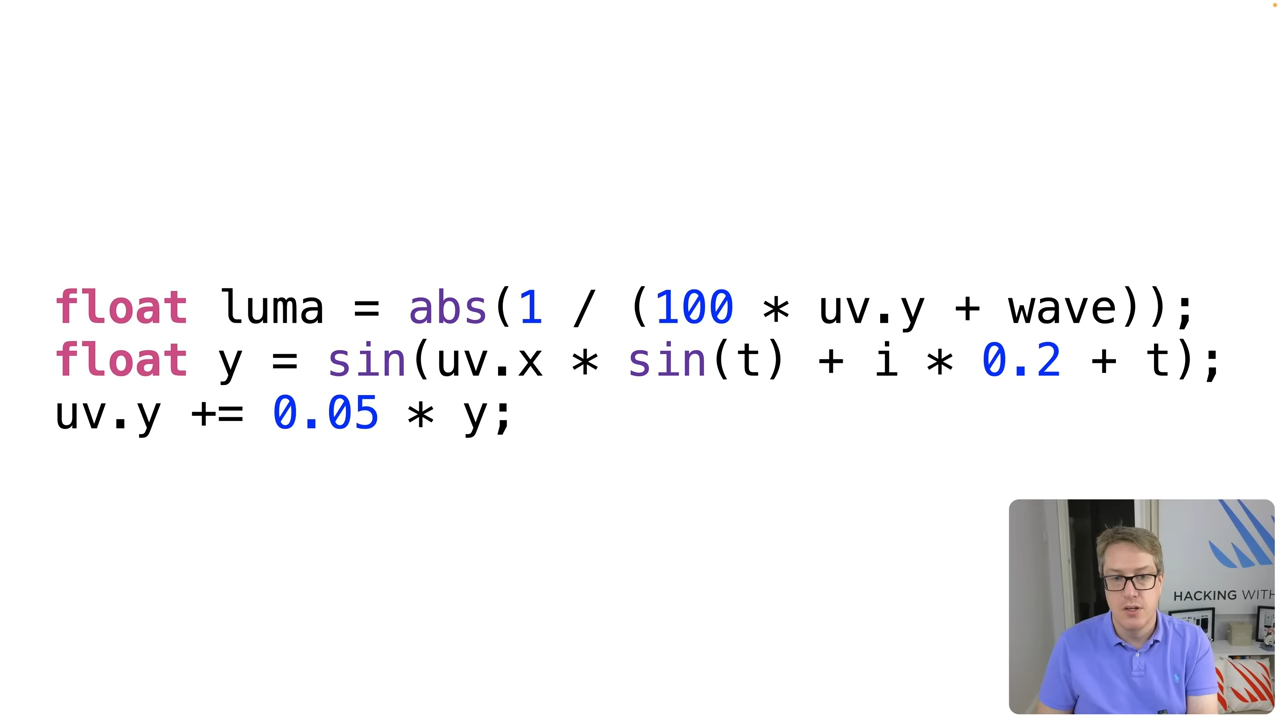 float luma = abs(1 / (100 * uv.y + wave));
float y = sin(uv.x * sin(t) + i * 0.2 + t);
uv.y += 0.05 * y;
HACKING WITH